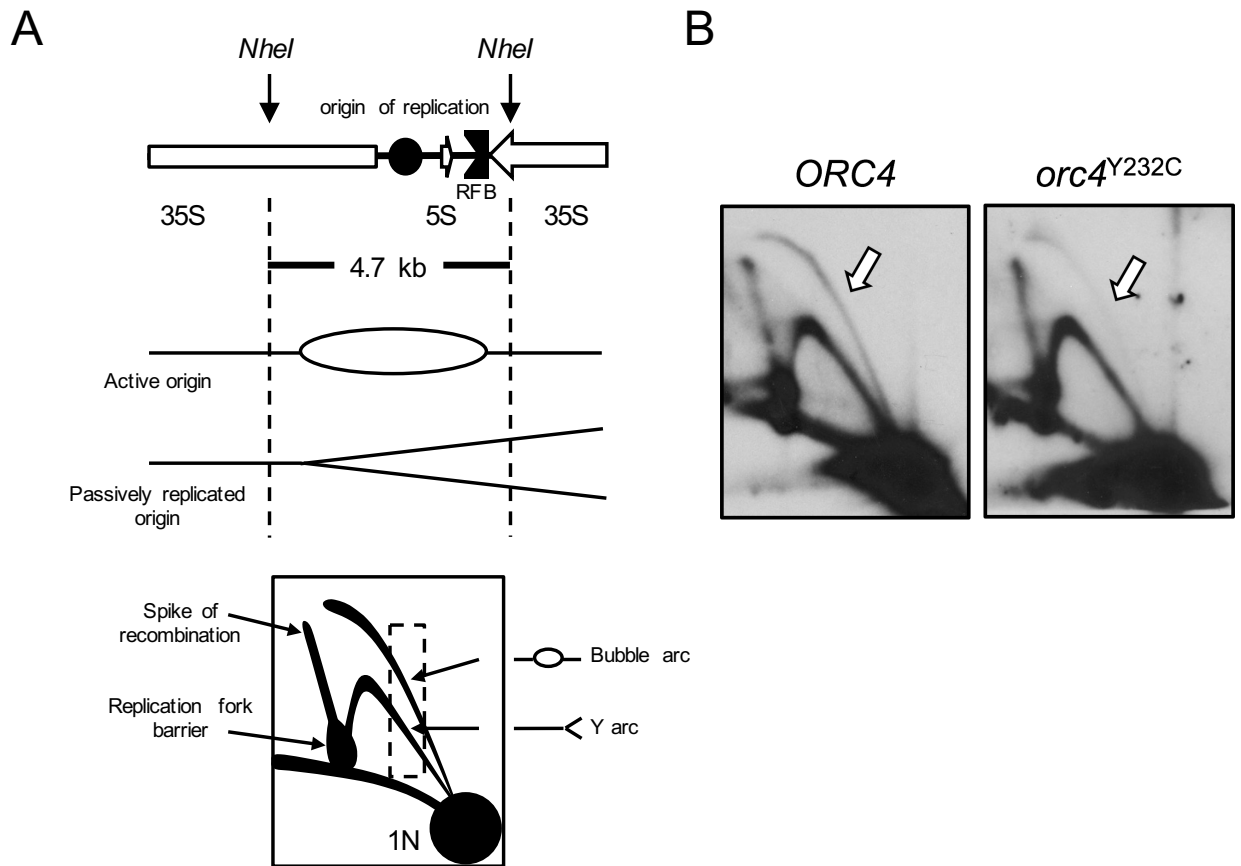 A
NheI NheI
origin of replication
RFB
35S 5S 35S
4.7 kb
Active origin
Passively replicated
origin
Spike of
recombination
Replication fork
barrier
Bubble arc
Y arc
1N
B
ORC4 orc4Y232C